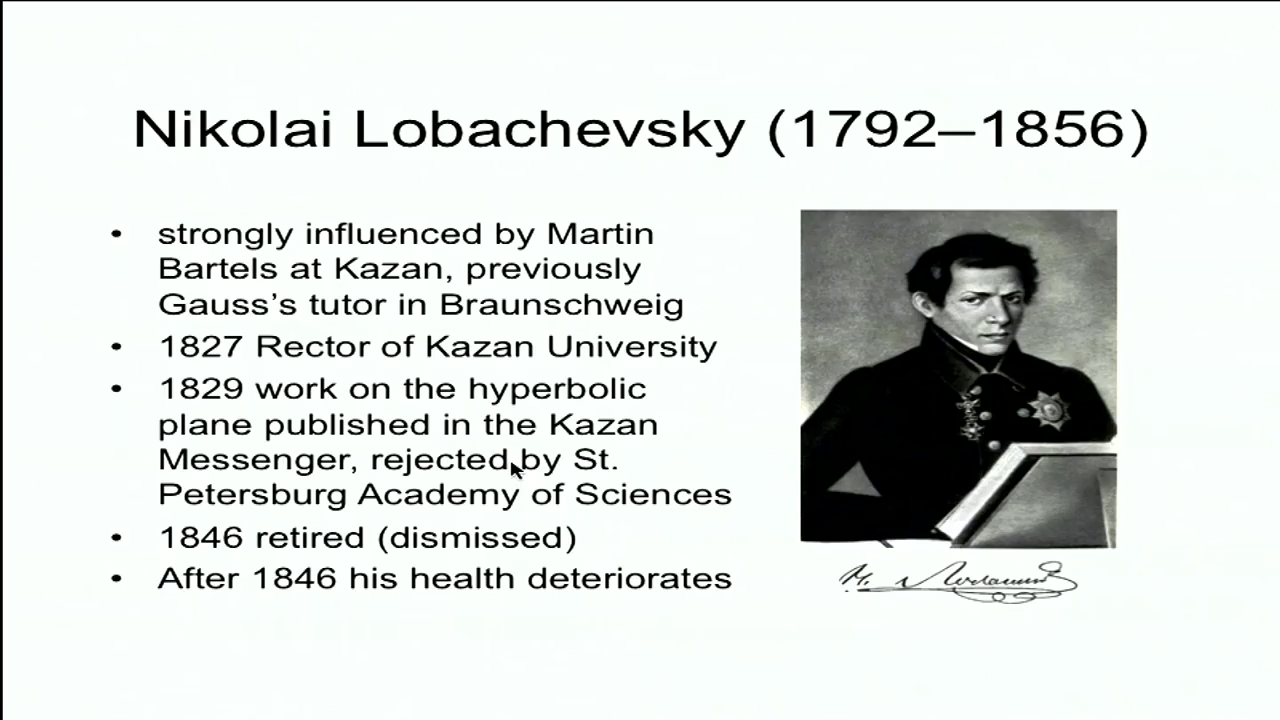 Nikolai Lobachevsky (1792–1856)
• strongly influenced by Martin
Bartels at Kazan, previously
Gauss’s tutor in Braunschweig
• 1827 Rector of Kazan University
• 1829 work on the hyperbolic
plane published in the Kazan
Messenger, rejected by St.
Petersburg Academy of Sciences
• 1846 retired (dismissed)
• After 1846 his health deteriorates